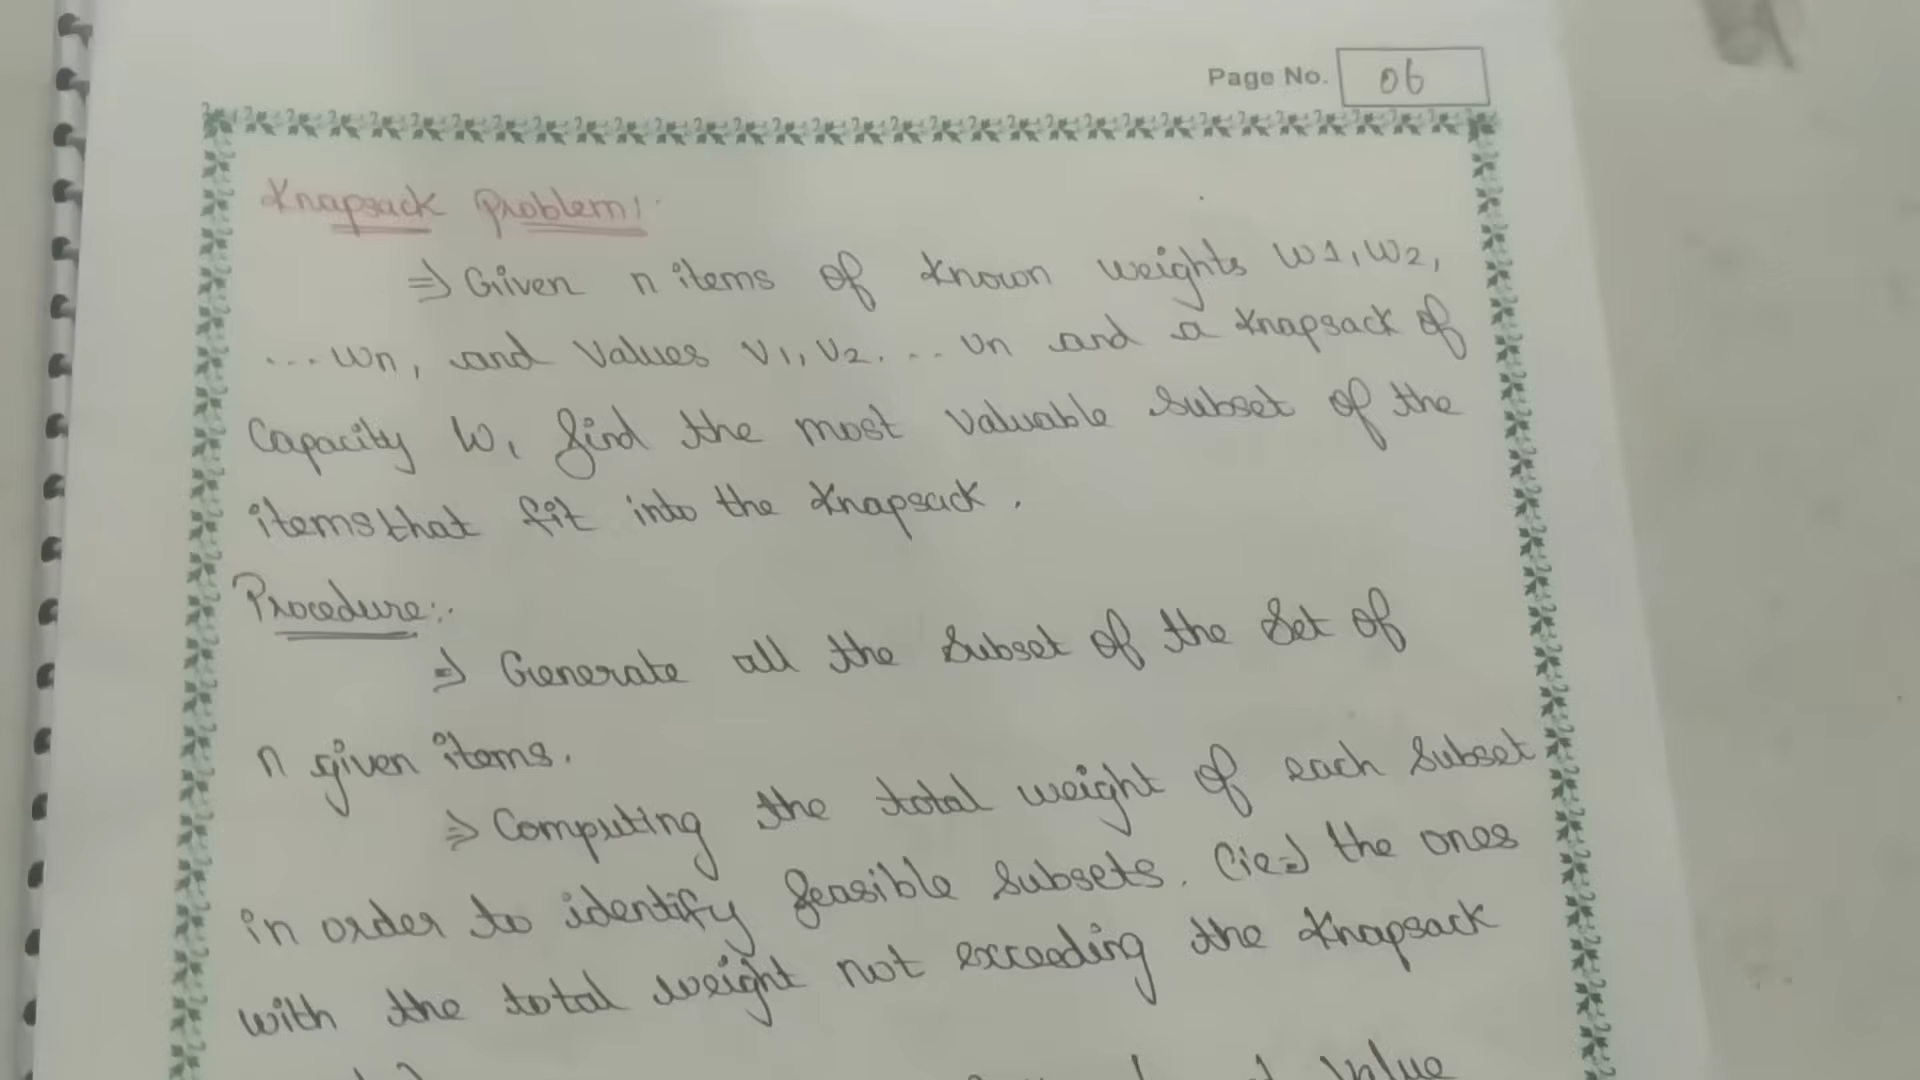 Page No. 06
Knapsack Problem:
=> Given n items of known weights w1, w2,
... wn, and values v1, v2. ... vn and a knapsack of
capacity W, find the most valuable subset of the
items that fit into the knapsack.
Procedure:
=> Generate all the subset of the set of
n given items.
=> Computing the total weight of each subset
in order to identify feasible subsets. (ie=) the ones
with the total weight not exceeding the knapsack
value